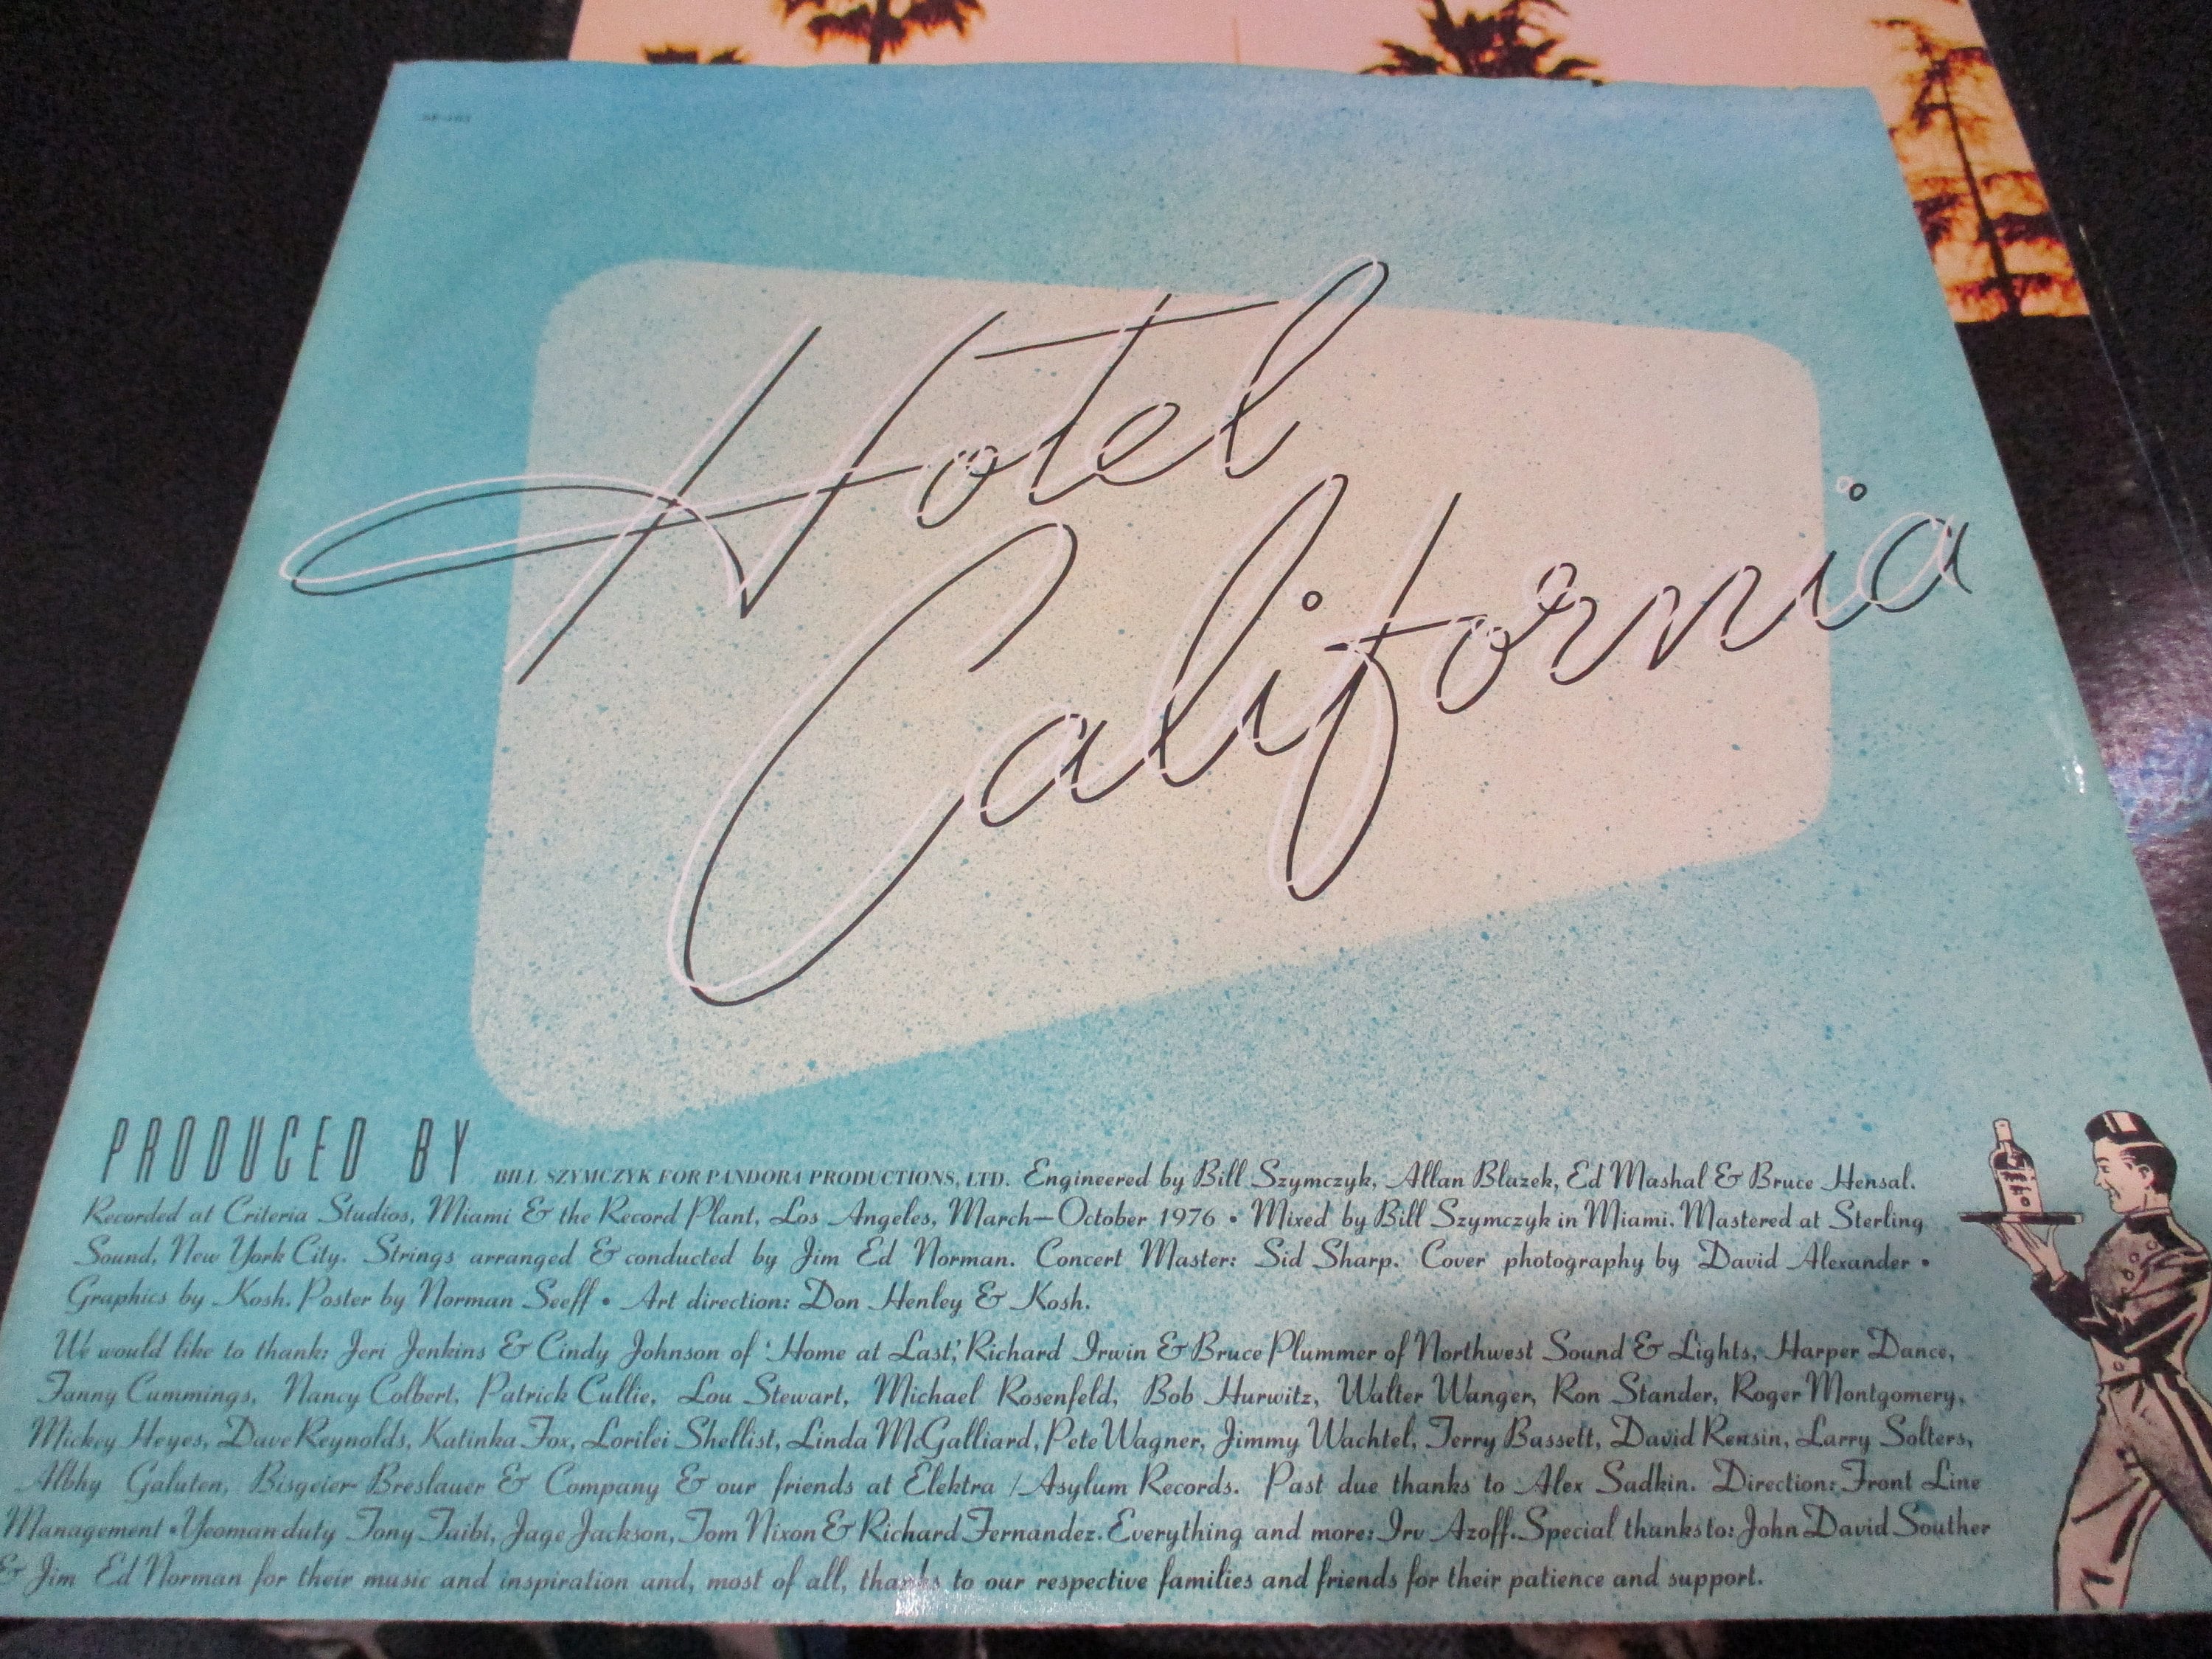 Hotel
California
PRODUCED BY BILL SZYMCZYK FOR PANDORA PRODUCTIONS, LTD. Engineered by Bill Szymczyk, Allan Blazek, Ed Mashal & Bruce Hensal.
Recorded at Criteria Studios, Miami & the Record Plant, Los Angeles, March—October 1976 • Mixed by Bill Szymczyk in Miami. Mastered at Sterling
Sound, New York City. Strings arranged & conducted by Jim Ed Norman. Concert Master: Sid Sharp. Cover photography by David Alexander •
Graphics by Kosh. Poster by Norman Seeff • Art direction: Don Henley & Kosh.
We would like to thank: Jeri Jenkins & Cindy Johnson of 'Home at Last,' Richard Irwin & Bruce Plummer of Northwest Sound & Lights, Harper Dance,
Fanny Cummings, Nancy Colbert, Patrick Cullie, Lou Stewart, Michael Rosenfeld, Bob Hurwitz, Walter Wanger, Ron Stander, Roger Montgomery,
Mickey Heyes, Dave Reynolds, Katinka Fox, Lorilei Shellist, Linda McGalliard, Pete Wagner, Jimmy Wachtel, Terry Bassett, David Rensin, Larry Solters,
Albhy Galuten, Bisgeier-Breslauer & Company & our friends at Elektra / Asylum Records. Past due thanks to Alex Sadkin. Direction: Front Line
Management • Yeoman duty Tony Taibi, Jage Jackson, Tom Nixon & Richard Fernandez. Everything and more: Irv Azoff. Special thanks to: John David Souther
& Jim Ed Norman for their music and inspiration and, most of all, thanks to our respective families and friends for their patience and support.